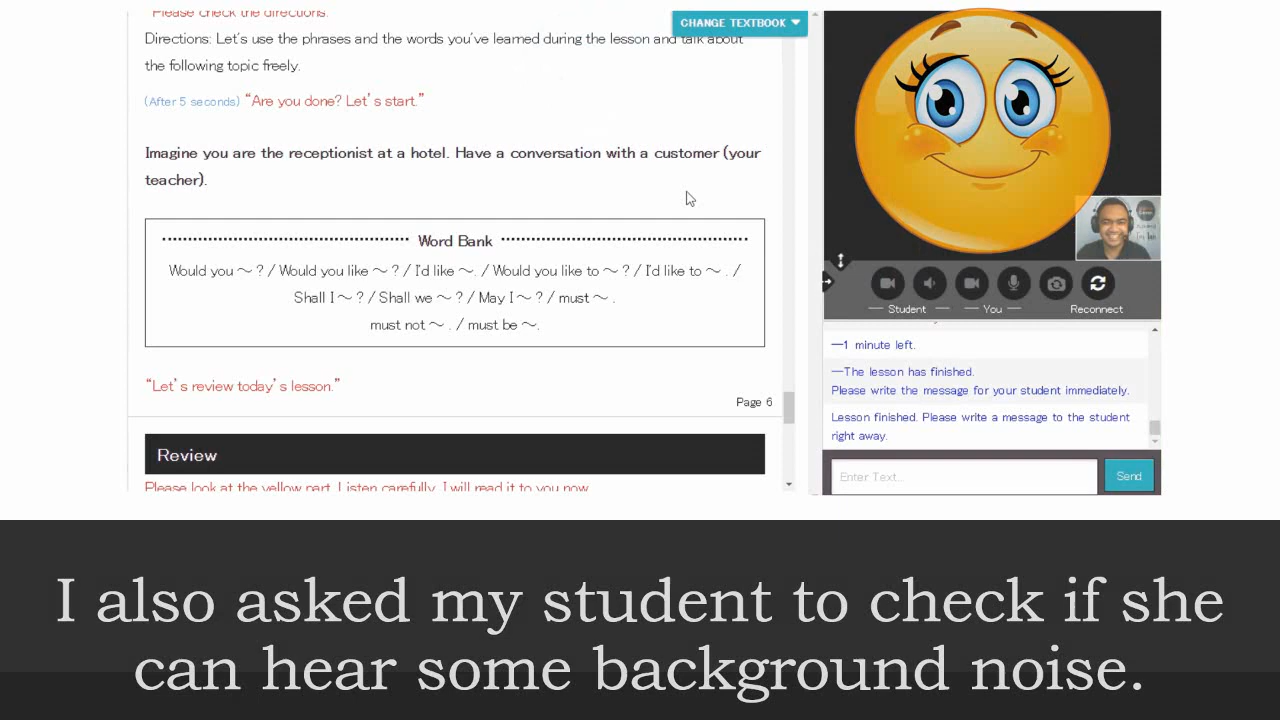 "Please check the directions."
CHANGE TEXTBOOK
Directions: Let's use the phrases and the words you've learned during the lesson and talk about
the following topic freely.
(After 5 seconds) "Are you done? Let's start."
Imagine you are the receptionist at a hotel. Have a conversation with a customer (your
teacher).
Word Bank
Would you ～ ? / Would you like ～ ? / I'd like ～. / Would you like to ～ ? / I'd like to ～ . /
Shall I ～ ? / Shall we ～ ? / May I ～ ? / must ～ .
must not ～ . / must be ～.
"Let's review today's lesson."
Page 6
Review
Please look at the yellow part. Listen carefully. I will read it to you now.
Student
You
Reconnect
—1 minute left.
—The lesson has finished.
Please write the message for your student immediately.
Lesson finished. Please write a message to the student
right away.
Enter Text...
Send
I also asked my student to check if she
can hear some background noise.